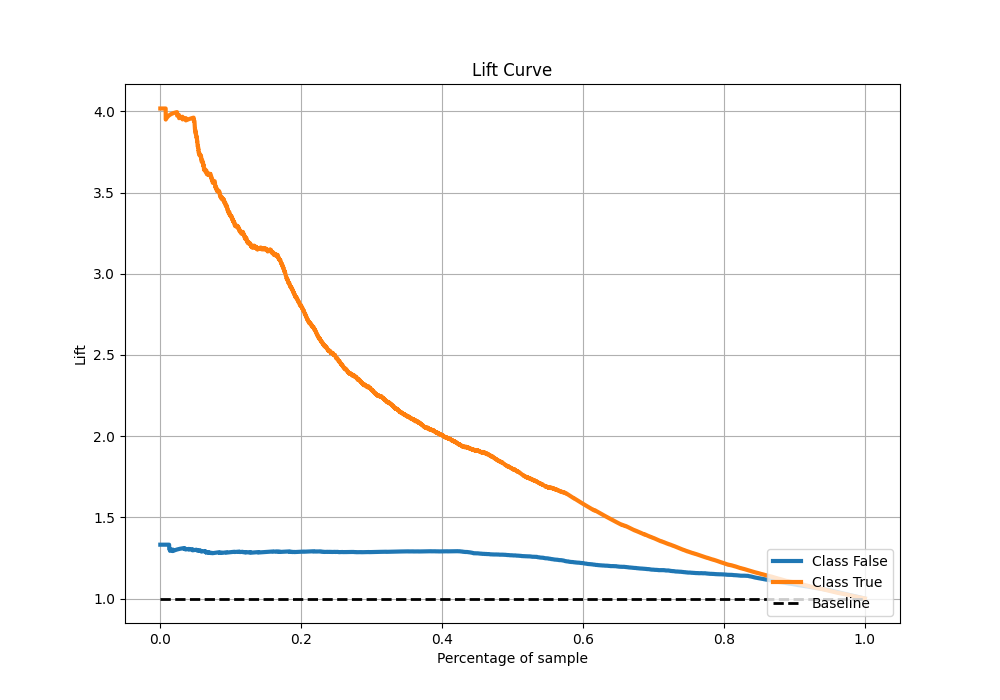 Lift Curve
Lift
4.0
3.5
3.0
2.5
2.0
1.5
1.0
0.0 0.2 0.4 0.6 0.8 1.0
Percentage of sample
Class False
Class True
Baseline